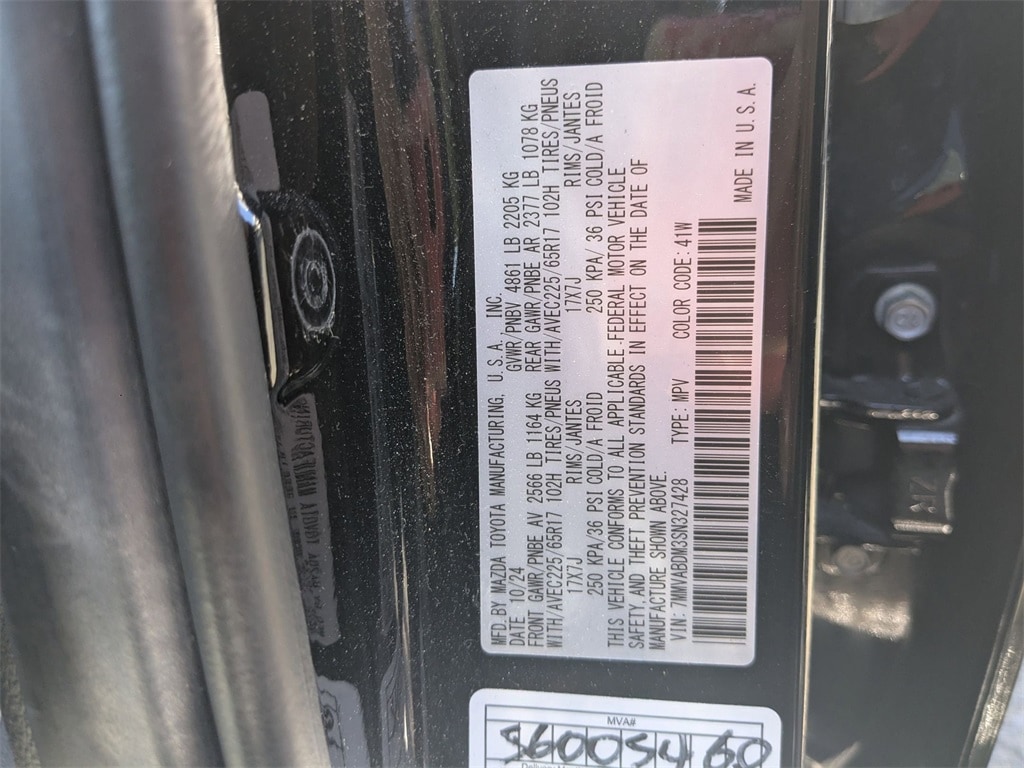 MFD.BY MAZDA TOYOTA MANUFACTURING, U.S.A., INC.
DATE: 10/24 GVWR/PNBV 4861 LB 2205 KG
FRONT GAWR/PNBE AV 2566 LB 1164 KG REAR GAWR/PNBE AR 2377 LB 1078 KG
WITH/AVEC225/65R17 102H TIRES/PNEUS WITH/AVEC225/65R17 102H TIRES/PNEUS
17X7J RIMS/JANTES 17X7J RIMS/JANTES
250 KPA/36 PSI COLD/A FROID 250 KPA/ 36 PSI COLD/A FROID
THIS VEHICLE CONFORMS TO ALL APPLICABLE FEDERAL MOTOR VEHICLE
SAFETY AND THEFT PREVENTION STANDARDS IN EFFECT ON THE DATE OF
MANUFACTURE SHOWN ABOVE.
VIN: 7MMVABDM3SN327428 TYPE: MPV COLOR CODE: 41W
MADE IN U.S.A.
MVA#
56005460